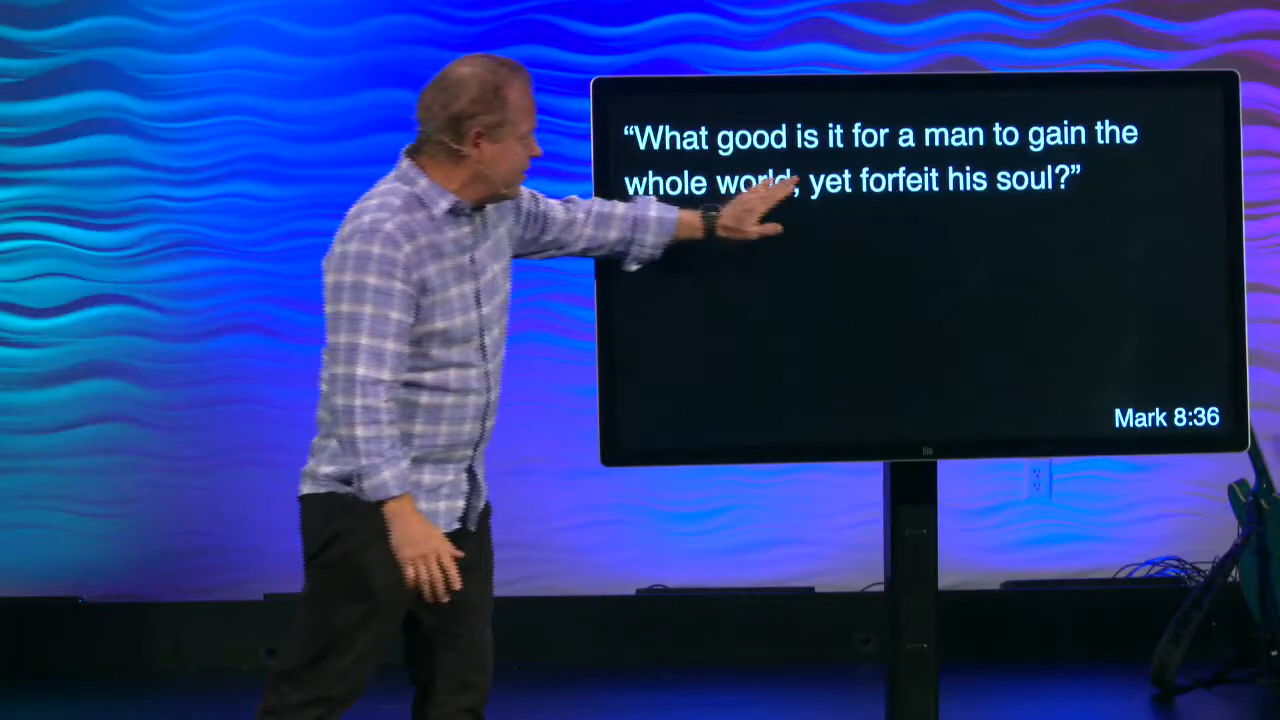 “What good is it for a man to gain the
whole world, yet forfeit his soul?”
Mark 8:36